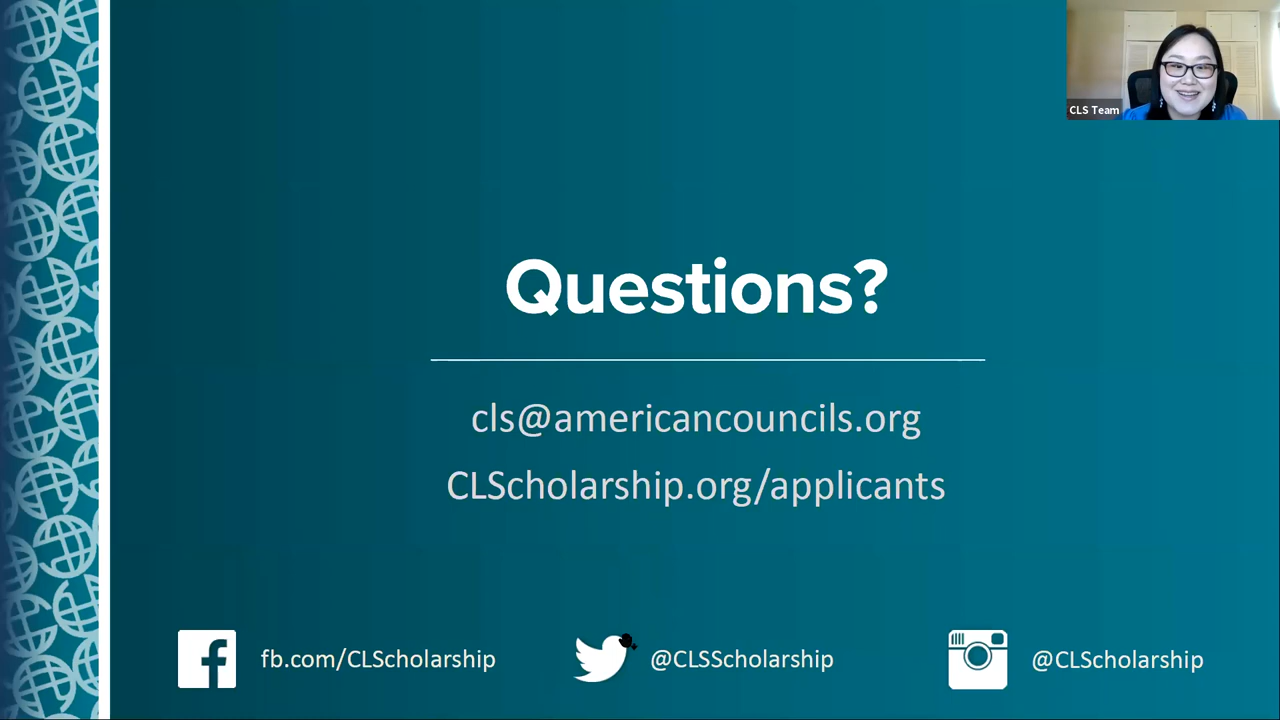 CLS Team
Questions?
cls@americancouncils.org
CLScholarship.org/applicants
fb.com/CLScholarship
@CLSScholarship
@CLScholarship